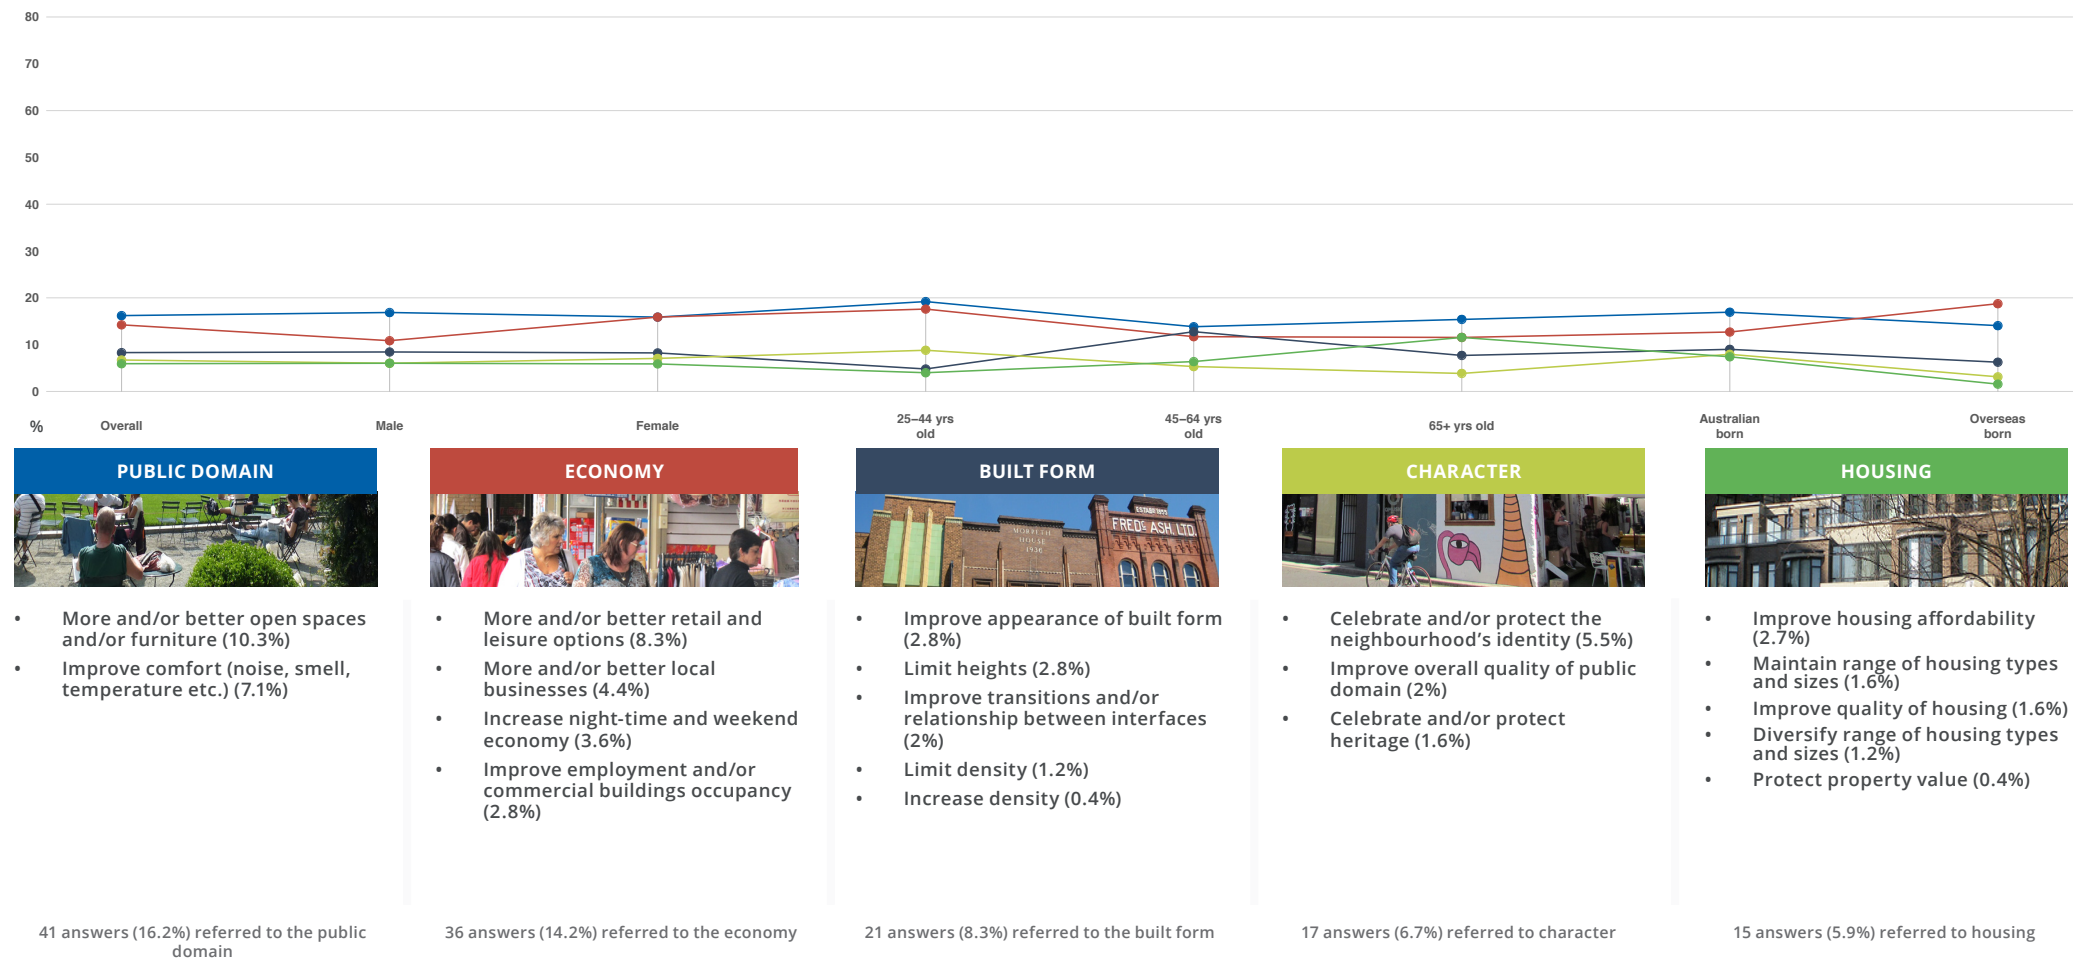 80
70
60
50
40
30
20
10
0
%
Overall
Male
Female
25–44 yrs
old
45–64 yrs
old
65+ yrs old
Australian
born
Overseas
born
PUBLIC DOMAIN
• More and/or better open spaces
and/or furniture (10.3%)
• Improve comfort (noise, smell,
temperature etc.) (7.1%)
41 answers (16.2%) referred to the public
domain
ECONOMY
• More and/or better retail and
leisure options (8.3%)
• More and/or better local
businesses (4.4%)
• Increase night-time and weekend
economy (3.6%)
• Improve employment and/or
commercial buildings occupancy
(2.8%)
36 answers (14.2%) referred to the economy
BUILT FORM
MORPETH
HOUSE
1936
FREDK ASH. LTD.
• Improve appearance of built form
(2.8%)
• Limit heights (2.8%)
• Improve transitions and/or
relationship between interfaces
(2%)
• Limit density (1.2%)
• Increase density (0.4%)
21 answers (8.3%) referred to the built form
CHARACTER
• Celebrate and/or protect the
neighbourhood’s identity (5.5%)
• Improve overall quality of public
domain (2%)
• Celebrate and/or protect
heritage (1.6%)
17 answers (6.7%) referred to character
HOUSING
• Improve housing affordability
(2.7%)
• Maintain range of housing types
and sizes (1.6%)
• Improve quality of housing (1.6%)
• Diversify range of housing types
and sizes (1.2%)
• Protect property value (0.4%)
15 answers (5.9%) referred to housing